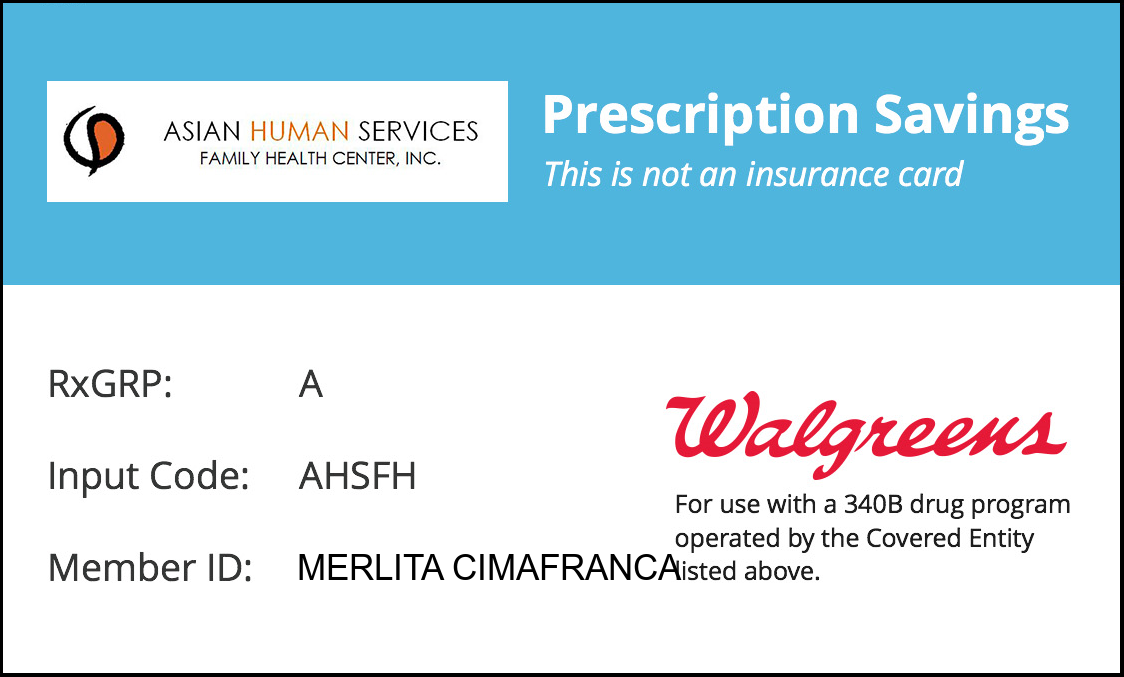 ASIAN HUMAN SERVICES
FAMILY HEALTH CENTER, INC.
Prescription Savings
This is not an insurance card
RxGRP: A
Input Code: AHSFH
Member ID: MERLITA CIMAFRANCA
Walgreens
For use with a 340B drug program
operated by the Covered Entity
listed above.